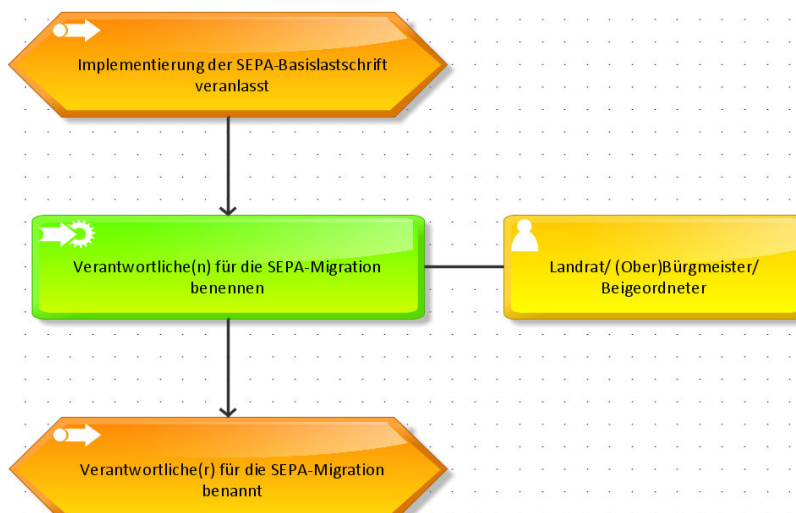 Implementierung der SEPA-Basislastschrift
veranlasst
Verantwortliche(n) für die SEPA-Migration
benennen
Landrat/ (Ober)Bürgmeister/
Beigeordneter
Verantwortliche(r) für die SEPA-Migration
benannt